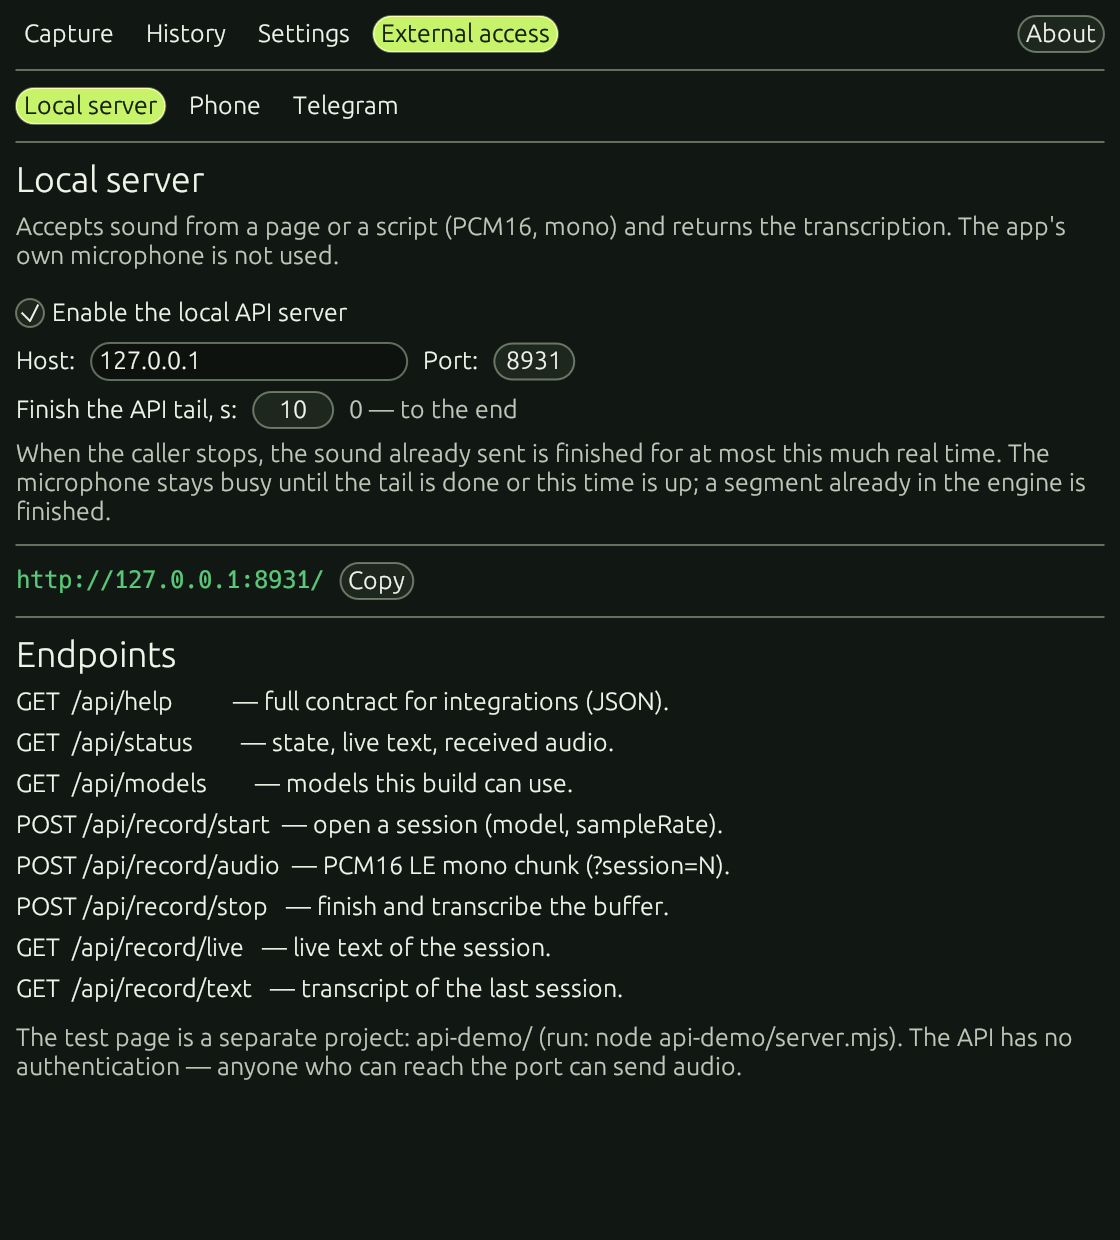 Capture History Settings External access About
Local server Phone Telegram
Local server
Accepts sound from a page or a script (PCM16, mono) and returns the transcription. The app's
own microphone is not used.
Enable the local API server
Host: 127.0.0.1 Port: 8931
Finish the API tail, s: 10 0 — to the end
When the caller stops, the sound already sent is finished for at most this much real time. The
microphone stays busy until the tail is done or this time is up; a segment already in the engine is
finished.
http://127.0.0.1:8931/ Copy
Endpoints
GET /api/help — full contract for integrations (JSON).
GET /api/status — state, live text, received audio.
GET /api/models — models this build can use.
POST /api/record/start — open a session (model, sampleRate).
POST /api/record/audio — PCM16 LE mono chunk (?session=N).
POST /api/record/stop — finish and transcribe the buffer.
GET /api/record/live — live text of the session.
GET /api/record/text — transcript of the last session.
The test page is a separate project: api-demo/ (run: node api-demo/server.mjs). The API has no
authentication — anyone who can reach the port can send audio.